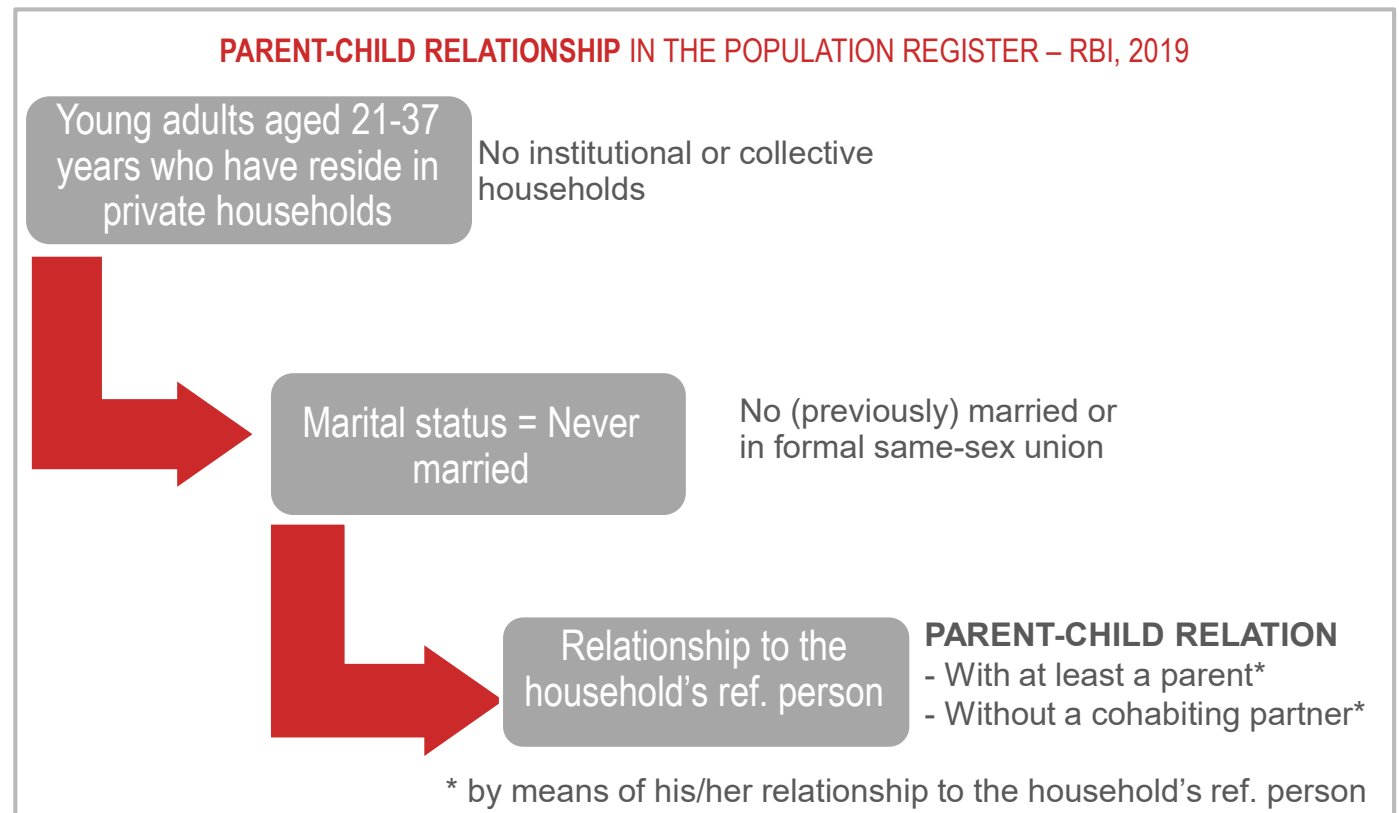 PARENT-CHILD RELATIONSHIP IN THE POPULATION REGISTER – RBI, 2019
Young adults aged 21-37
years who have reside in
private households
No institutional or collective
households
Marital status = Never
married
No (previously) married or
in formal same-sex union
Relationship to the
household’s ref. person
PARENT-CHILD RELATION
- With at least a parent*
- Without a cohabiting partner*
* by means of his/her relationship to the household’s ref. person